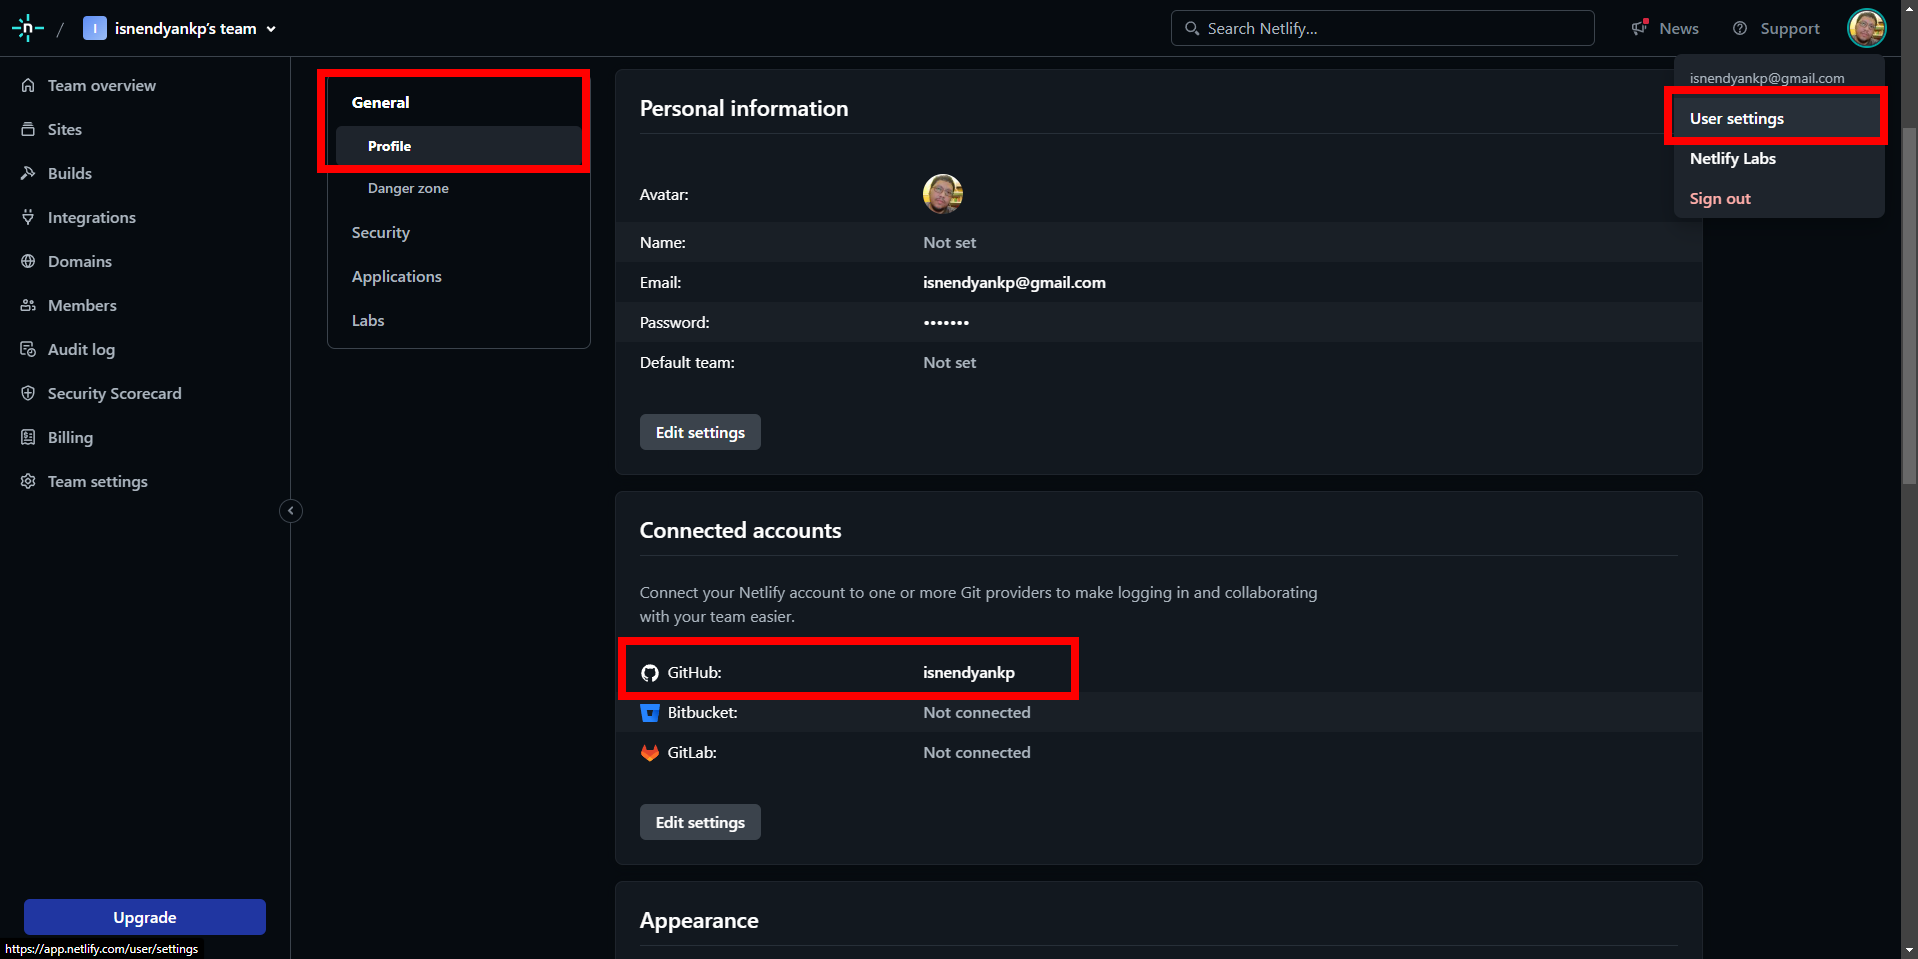 n / I isnendyankp's team
Search Netlify...
News
Support
isnendyankp@gmail.com
User settings
Netlify Labs
Sign out
Team overview
Sites
Builds
Integrations
Domains
Members
Audit log
Security Scorecard
Billing
Team settings
Upgrade
https://app.netlify.com/user/settings
General
Profile
Danger zone
Security
Applications
Labs
Personal information
Avatar:
Name: Not set
Email: isnendyankp@gmail.com
Password: •••••••
Default team: Not set
Edit settings
Connected accounts
Connect your Netlify account to one or more Git providers to make logging in and collaborating
with your team easier.
GitHub: isnendyankp
Bitbucket: Not connected
GitLab: Not connected
Edit settings
Appearance